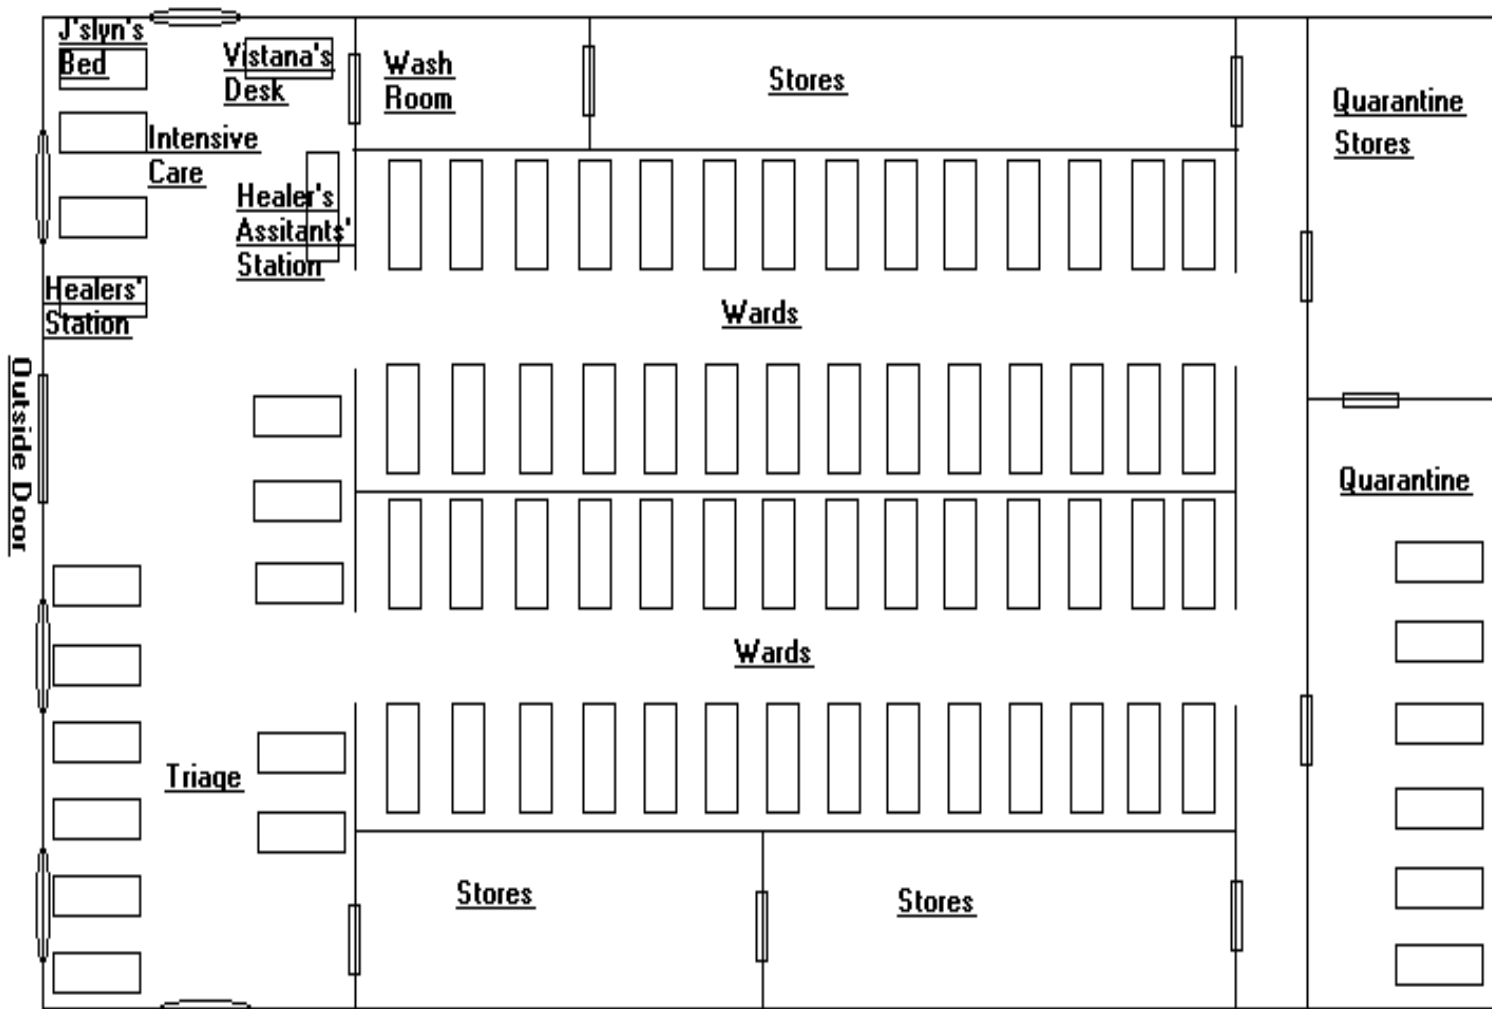 J'slyn's
Bed
Vistana's
Desk
Wash
Room
Stores
Quarantine
Stores
Intensive
Care
Healer's
Assitants'
Station
Healers'
Station
Wards
Outside Door
Quarantine
Wards
Triage
Stores
Stores